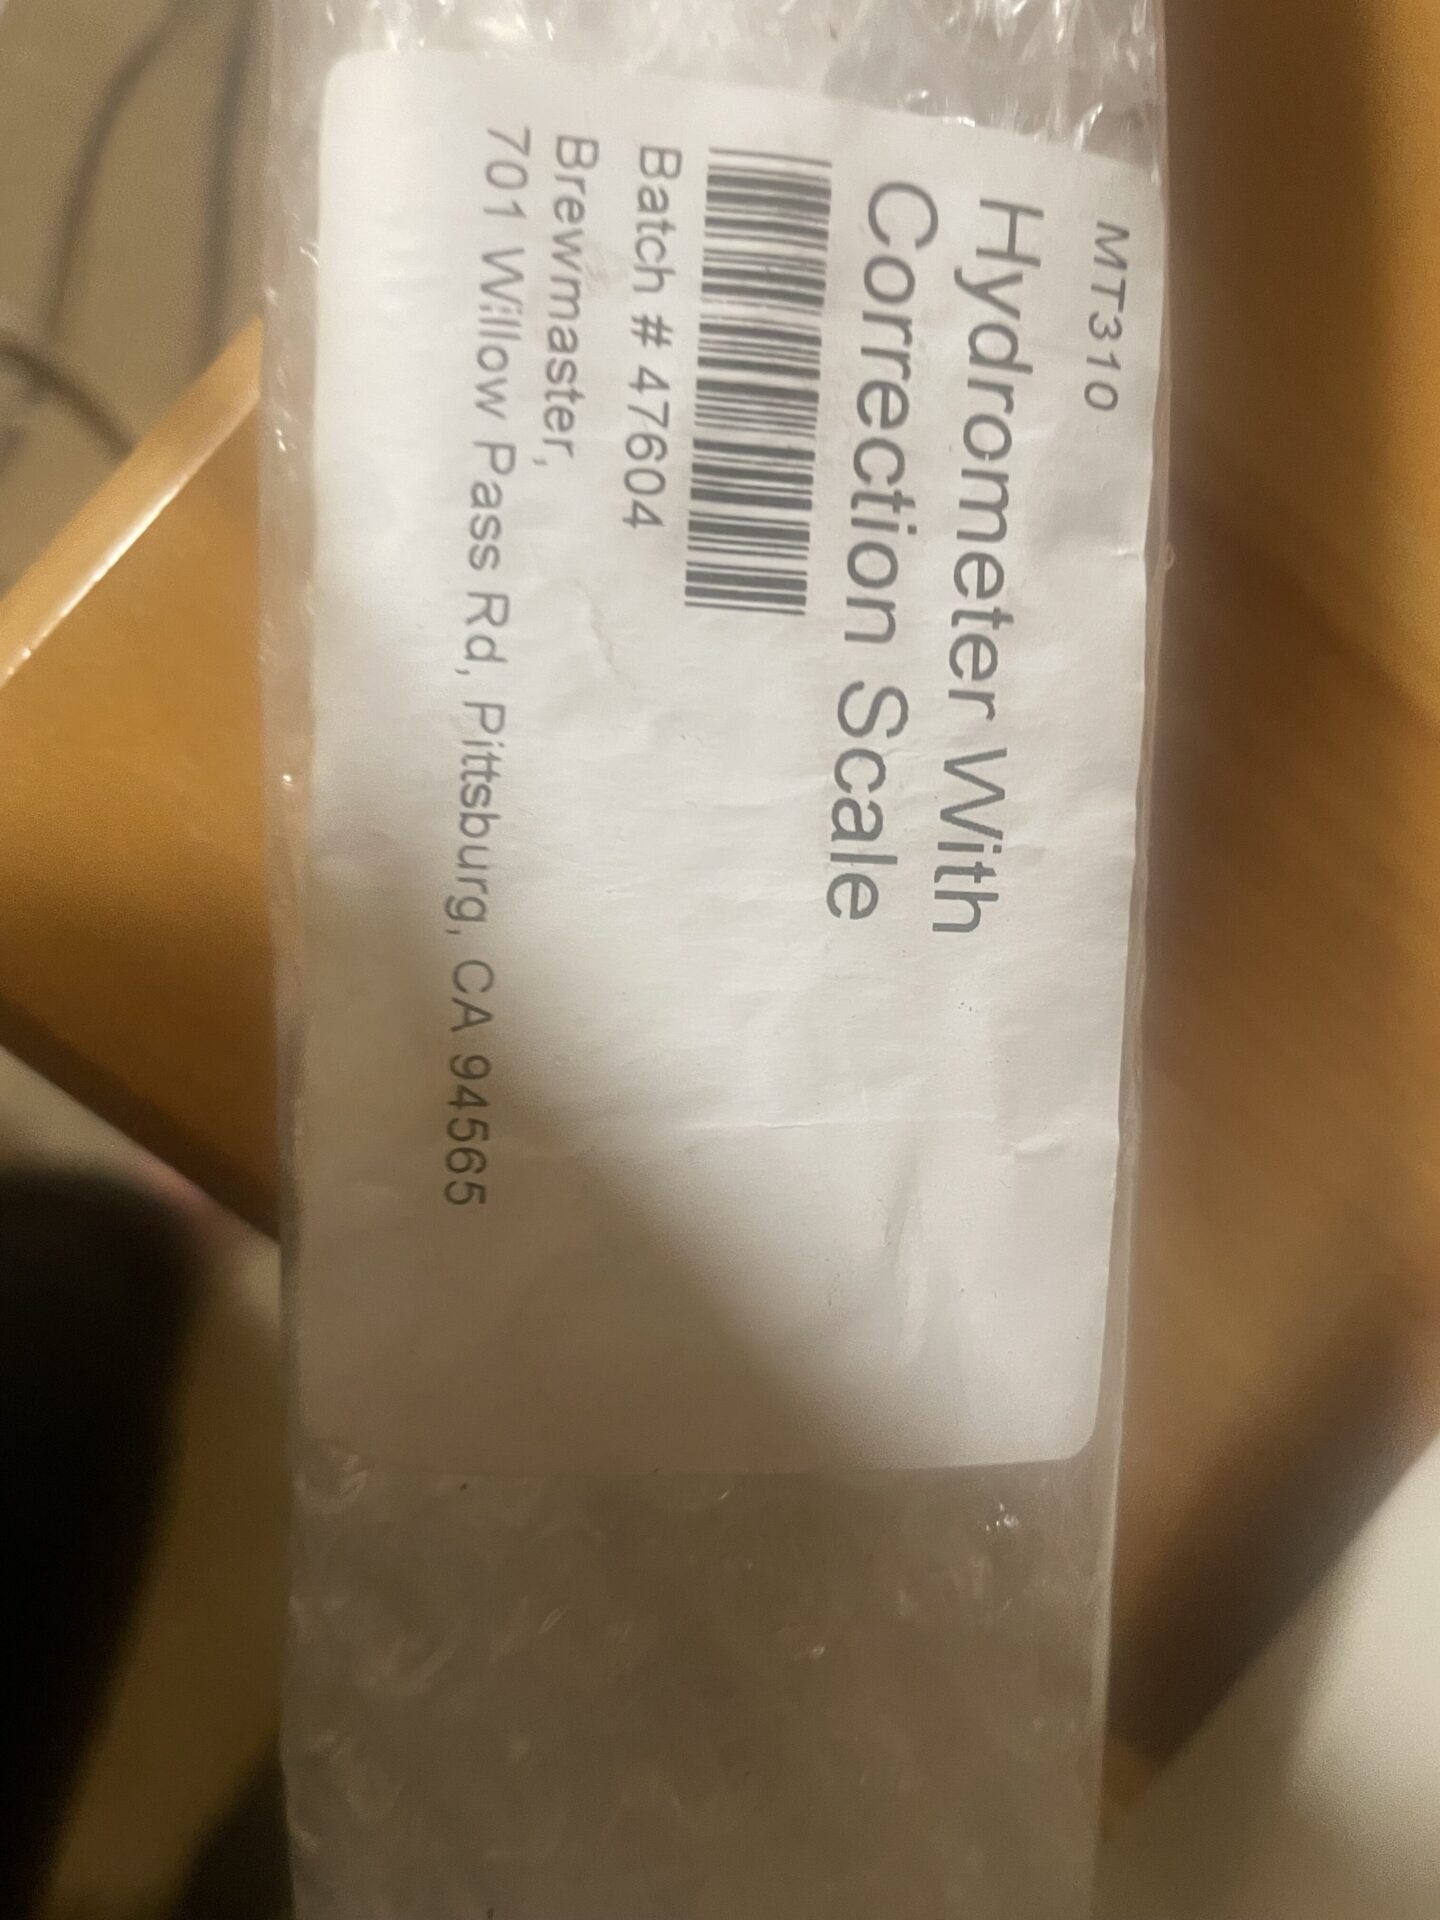 MT310
Hydrometer With
Correction Scale
Batch # 47604
Brewmaster,
701 Willow Pass Rd, Pittsburg, CA 94565